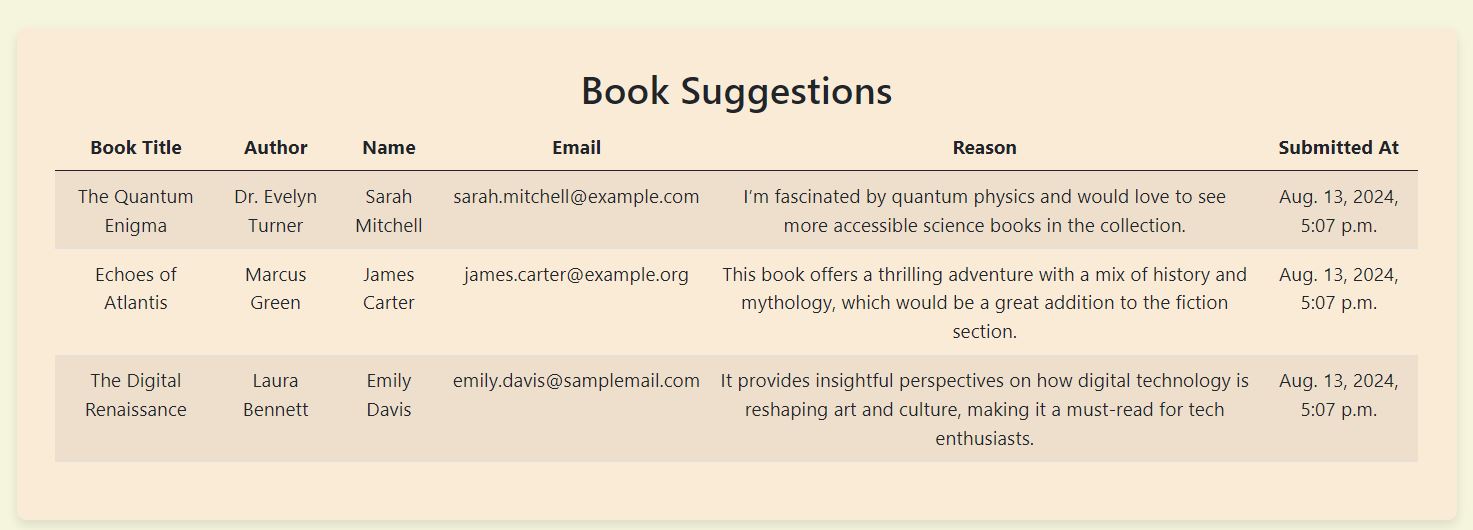 Book Suggestions
Book Title Author Name Email Reason Submitted At
The Quantum Dr. Evelyn Sarah sarah.mitchell@example.com I'm fascinated by quantum physics and would love to see Aug. 13, 2024,
Enigma Turner Mitchell more accessible science books in the collection. 5:07 p.m.
Echoes of Marcus James james.carter@example.org This book offers a thrilling adventure with a mix of history and Aug. 13, 2024,
Atlantis Green Carter mythology, which would be a great addition to the fiction 5:07 p.m.
section.
The Digital Laura Emily emily.davis@samplemail.com It provides insightful perspectives on how digital technology is Aug. 13, 2024,
Renaissance Bennett Davis reshaping art and culture, making it a must-read for tech 5:07 p.m.
enthusiasts.